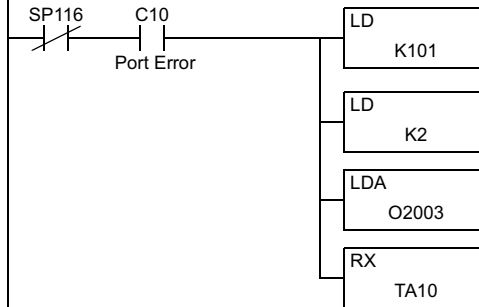 SP116 C10
Port Error
LD
K101
LD
K2
LDA
O2003
RX
TA10